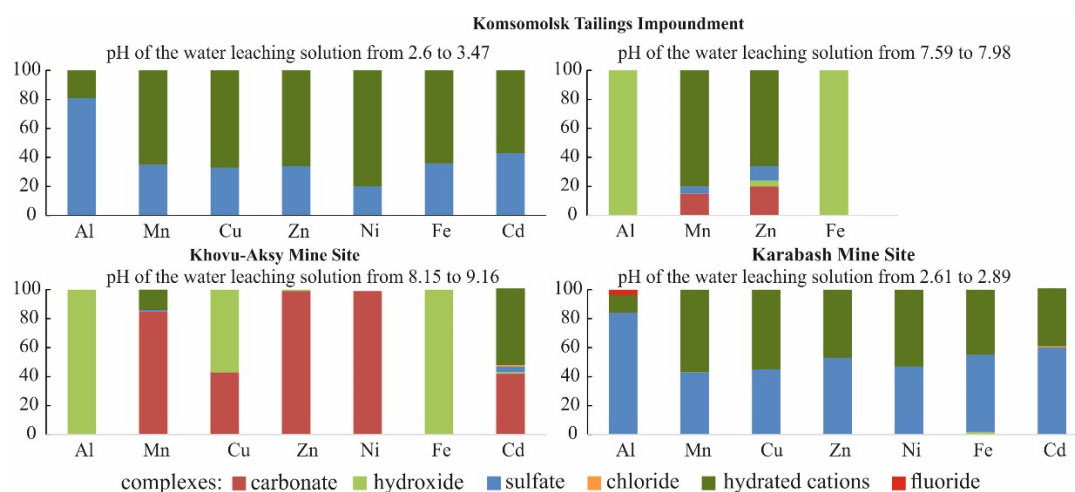 Komsomolsk Tailings Impoundment
pH of the water leaching solution from 2.6 to 3.47
100
80
60
40
20
0
Al Mn Cu Zn Ni Fe Cd
pH of the water leaching solution from 7.59 to 7.98
100
80
60
40
20
0
Al Mn Zn Fe
Khovu-Aksy Mine Site
pH of the water leaching solution from 8.15 to 9.16
100
80
60
40
20
0
Al Mn Cu Zn Ni Fe Cd
Karabash Mine Site
pH of the water leaching solution from 2.61 to 2.89
100
80
60
40
20
0
Al Mn Cu Zn Ni Fe Cd
complexes: carbonate hydroxide sulfate chloride hydrated cations fluoride